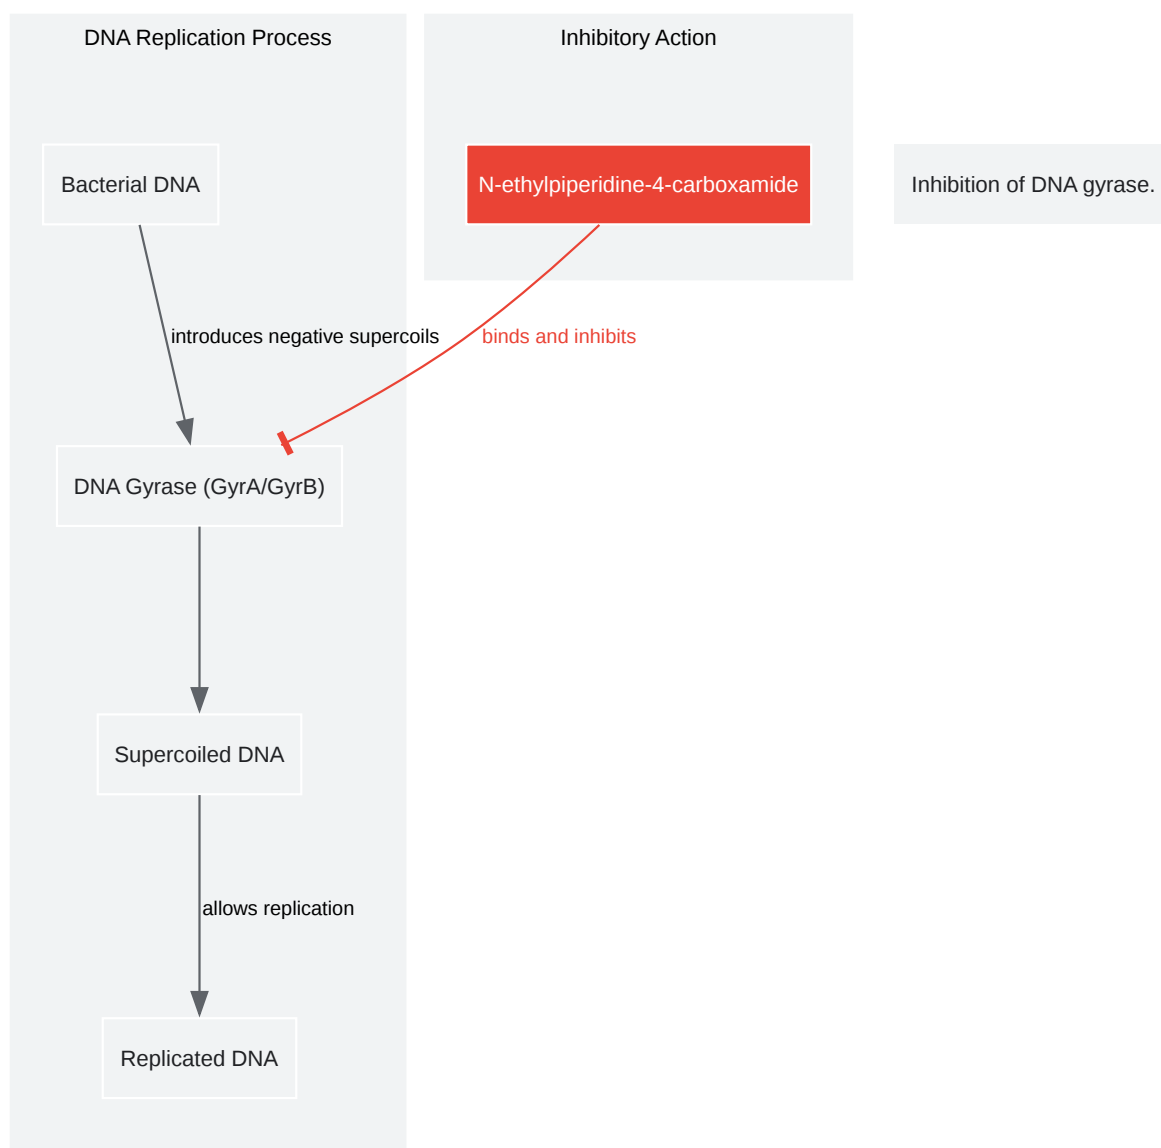 DNA Replication Process
Inhibitory Action
Bacterial DNA
N-ethylpiperidine-4-carboxamide
Inhibition of DNA gyrase.
introduces negative supercoils
binds and inhibits
DNA Gyrase (GyrA/GyrB)
Supercoiled DNA
allows replication
Replicated DNA